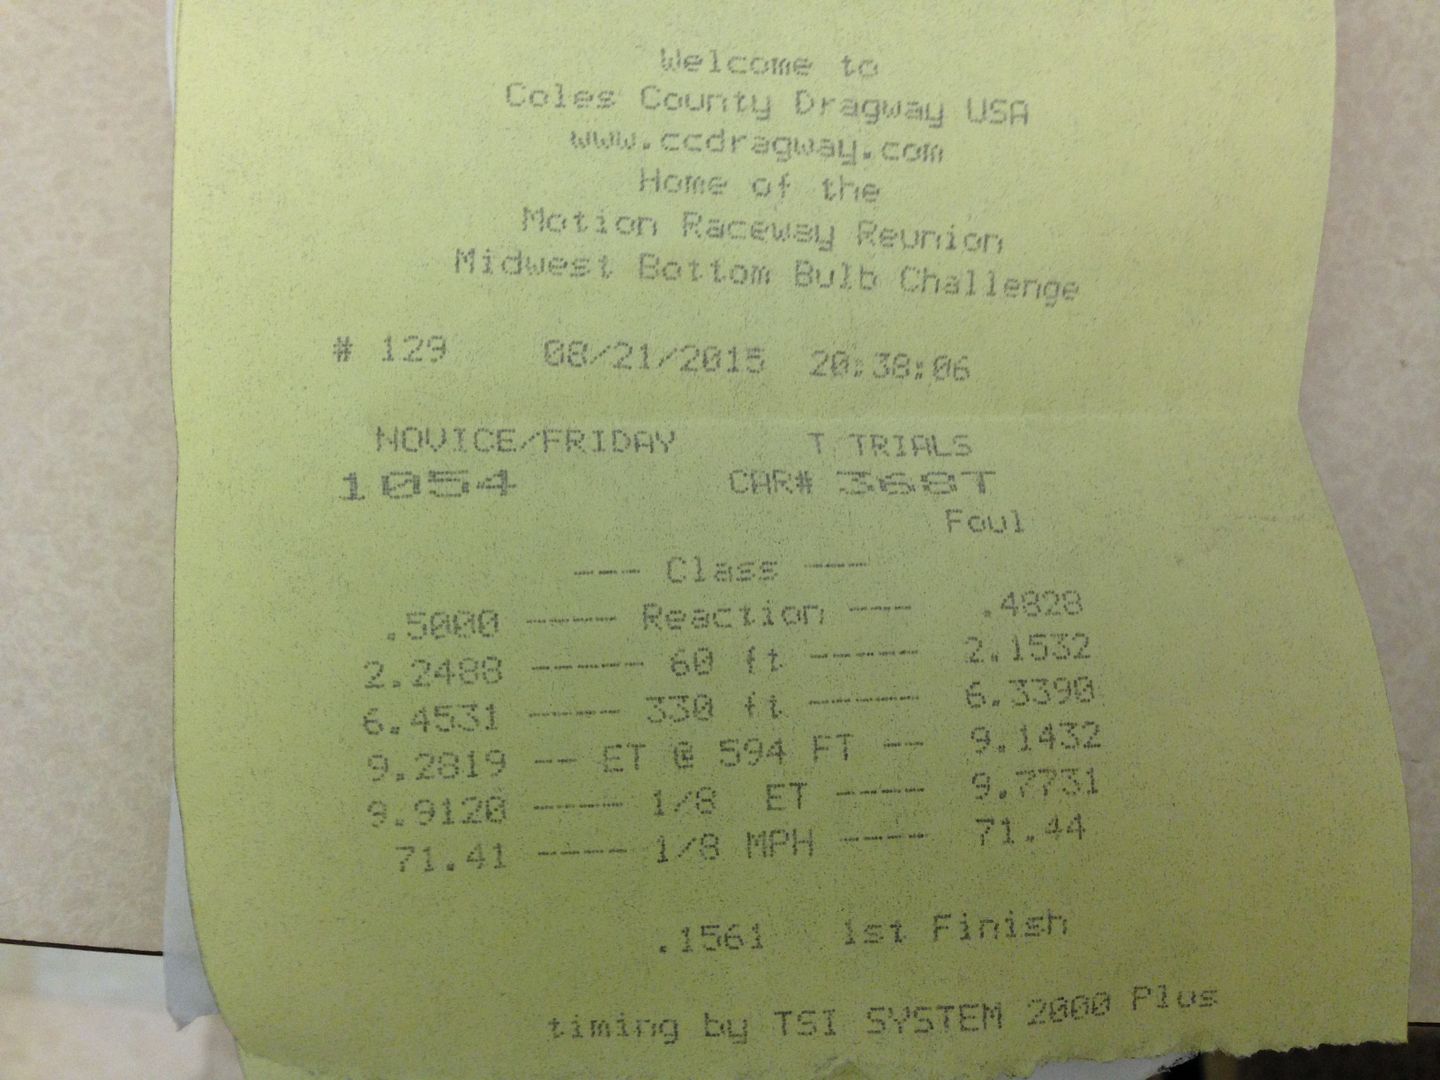 Welcome to
Coles County Dragway USA
www.ccdragway.com
Home of the
Motion Raceway Reunion
Midwest Bottom Bulb Challenge
# 129 08/21/2015 20:38:06
NOVICE/FRIDAY T TRIALS
1054 CAR# 368T
Foul
--- Class ---
.5000 ---- Reaction --- .4828
2.2488 ----- 60 ft ----- 2.1532
6.4531 ---- 330 ft ----- 6.3390
9.2819 -- ET @ 594 FT -- 9.1432
9.9120 ---- 1/8 ET ---- 9.7731
71.41 ---- 1/8 MPH ---- 71.44
.1561 1st Finish
timing by TSI SYSTEM 2000 Plus